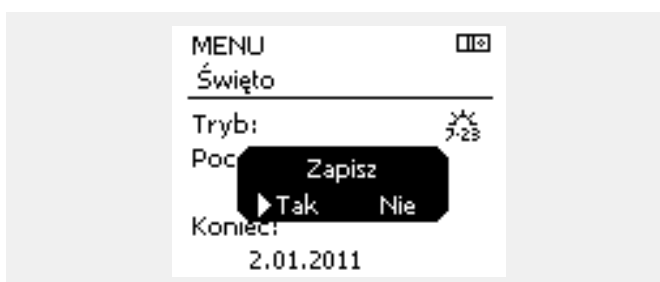 MENU
Święto
Tryb:
7-23
Poc
Zapisz
Tak Nie
Koniec:
2.01.2011